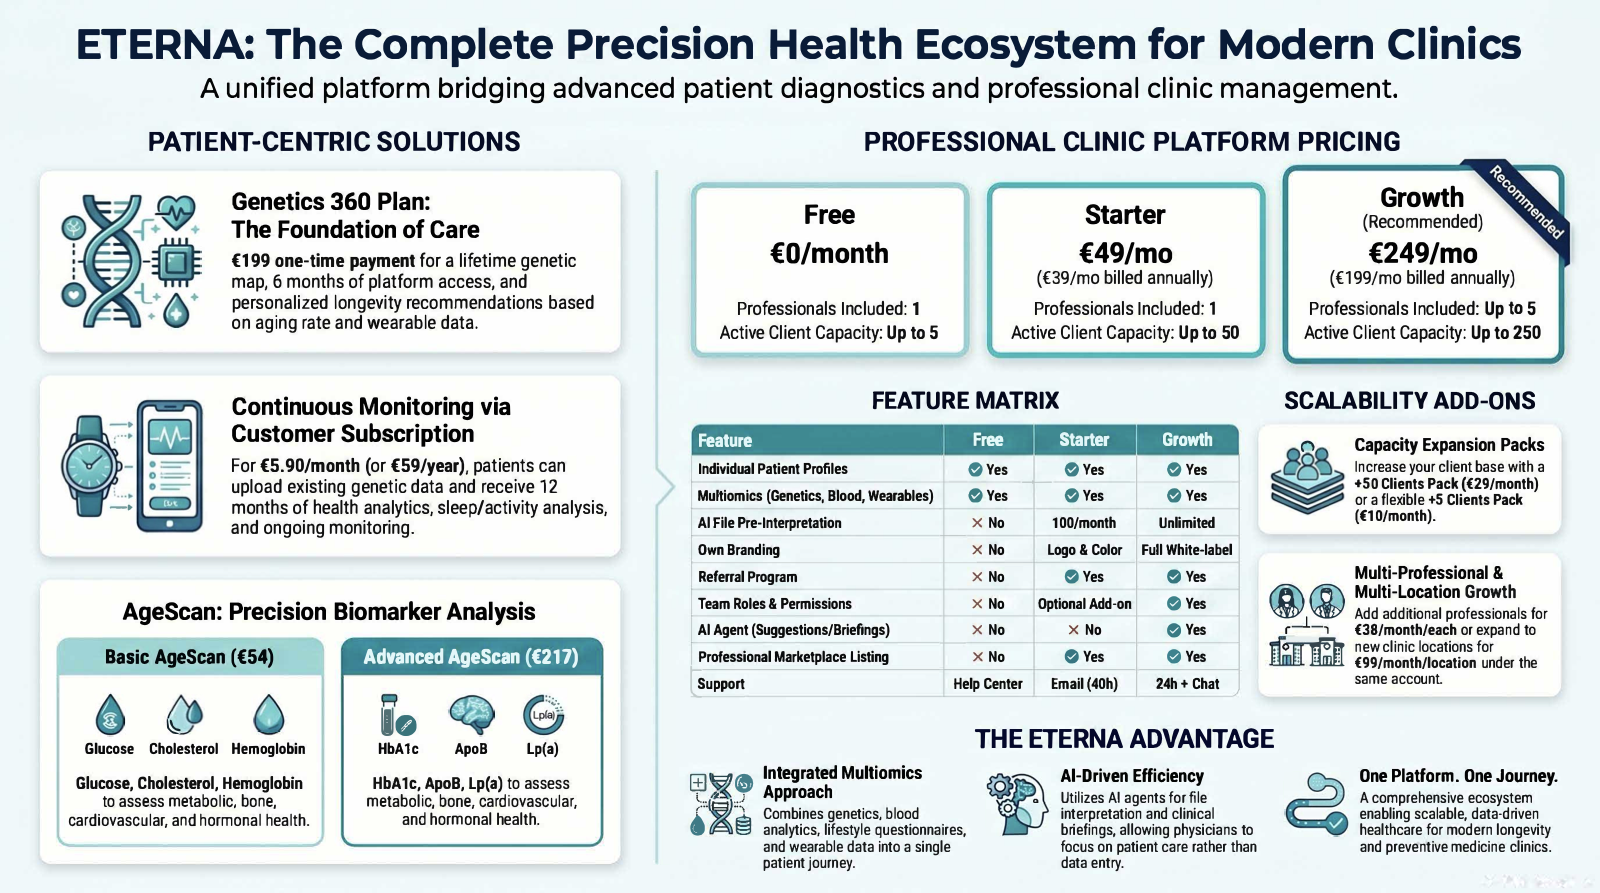 ETERNA: The Complete Precision Health Ecosystem for Modern Clinics
A unified platform bridging advanced patient diagnostics and professional clinic management.
PATIENT-CENTRIC SOLUTIONS
Genetics 360 Plan:
The Foundation of Care
€199 one-time payment for a lifetime genetic
map, 6 months of platform access, and
personalized longevity recommendations based
on aging rate and wearable data.
Continuous Monitoring via
Customer Subscription
For €5.90/month (or €59/year), patients can
upload existing genetic data and receive 12
months of health analytics, sleep/activity analysis,
and ongoing monitoring.
AgeScan: Precision Biomarker Analysis
Basic AgeScan (€54)
Glucose Cholesterol Hemoglobin
Glucose, Cholesterol, Hemoglobin
to assess metabolic, bone,
cardiovascular, and hormonal health.
Advanced AgeScan (€217)
Lp(a)
HbA1c ApoB Lp(a)
HbA1c, ApoB, Lp(a) to assess
metabolic, bone, cardiovascular,
and hormonal health.
PROFESSIONAL CLINIC PLATFORM PRICING
Free
€0/month
Professionals Included: 1
Active Client Capacity: Up to 5
Starter
€49/mo
(€39/mo billed annually)
Professionals Included: 1
Active Client Capacity: Up to 50
Recommended
Growth
(Recommended)
€249/mo
(€199/mo billed annually)
Professionals Included: Up to 5
Active Client Capacity: Up to 250
FEATURE MATRIX
Feature Free Starter Growth
Individual Patient Profiles Yes Yes Yes
Multiomics (Genetics, Blood, Wearables) Yes Yes Yes
AI File Pre-Interpretation No 100/month Unlimited
Own Branding No Logo & Color Full White-label
Referral Program No Yes Yes
Team Roles & Permissions No Optional Add-on Yes
AI Agent (Suggestions/Briefings) No No Yes
Professional Marketplace Listing No Yes Yes
Support Help Center Email (40h) 24h + Chat
SCALABILITY ADD-ONS
Capacity Expansion Packs
Increase your client base with a
+50 Clients Pack (€29/month)
or a flexible +5 Clients Pack
(€10/month).
Multi-Professional &
Multi-Location Growth
Add additional professionals for
€38/month/each or expand to
new clinic locations for
€99/month/location under the
same account.
THE ETERNA ADVANTAGE
Integrated Multiomics
Approach
Combines genetics, blood
analytics, lifestyle questionnaires,
and wearable data into a single
patient journey.
AI-Driven Efficiency
Utilizes AI agents for file
interpretation and clinical
briefings, allowing physicians to
focus on patient care rather than
data entry.
One Platform. One Journey.
A comprehensive ecosystem
enabling scalable, data-driven
healthcare for modern longevity
and preventive medicine clinics.